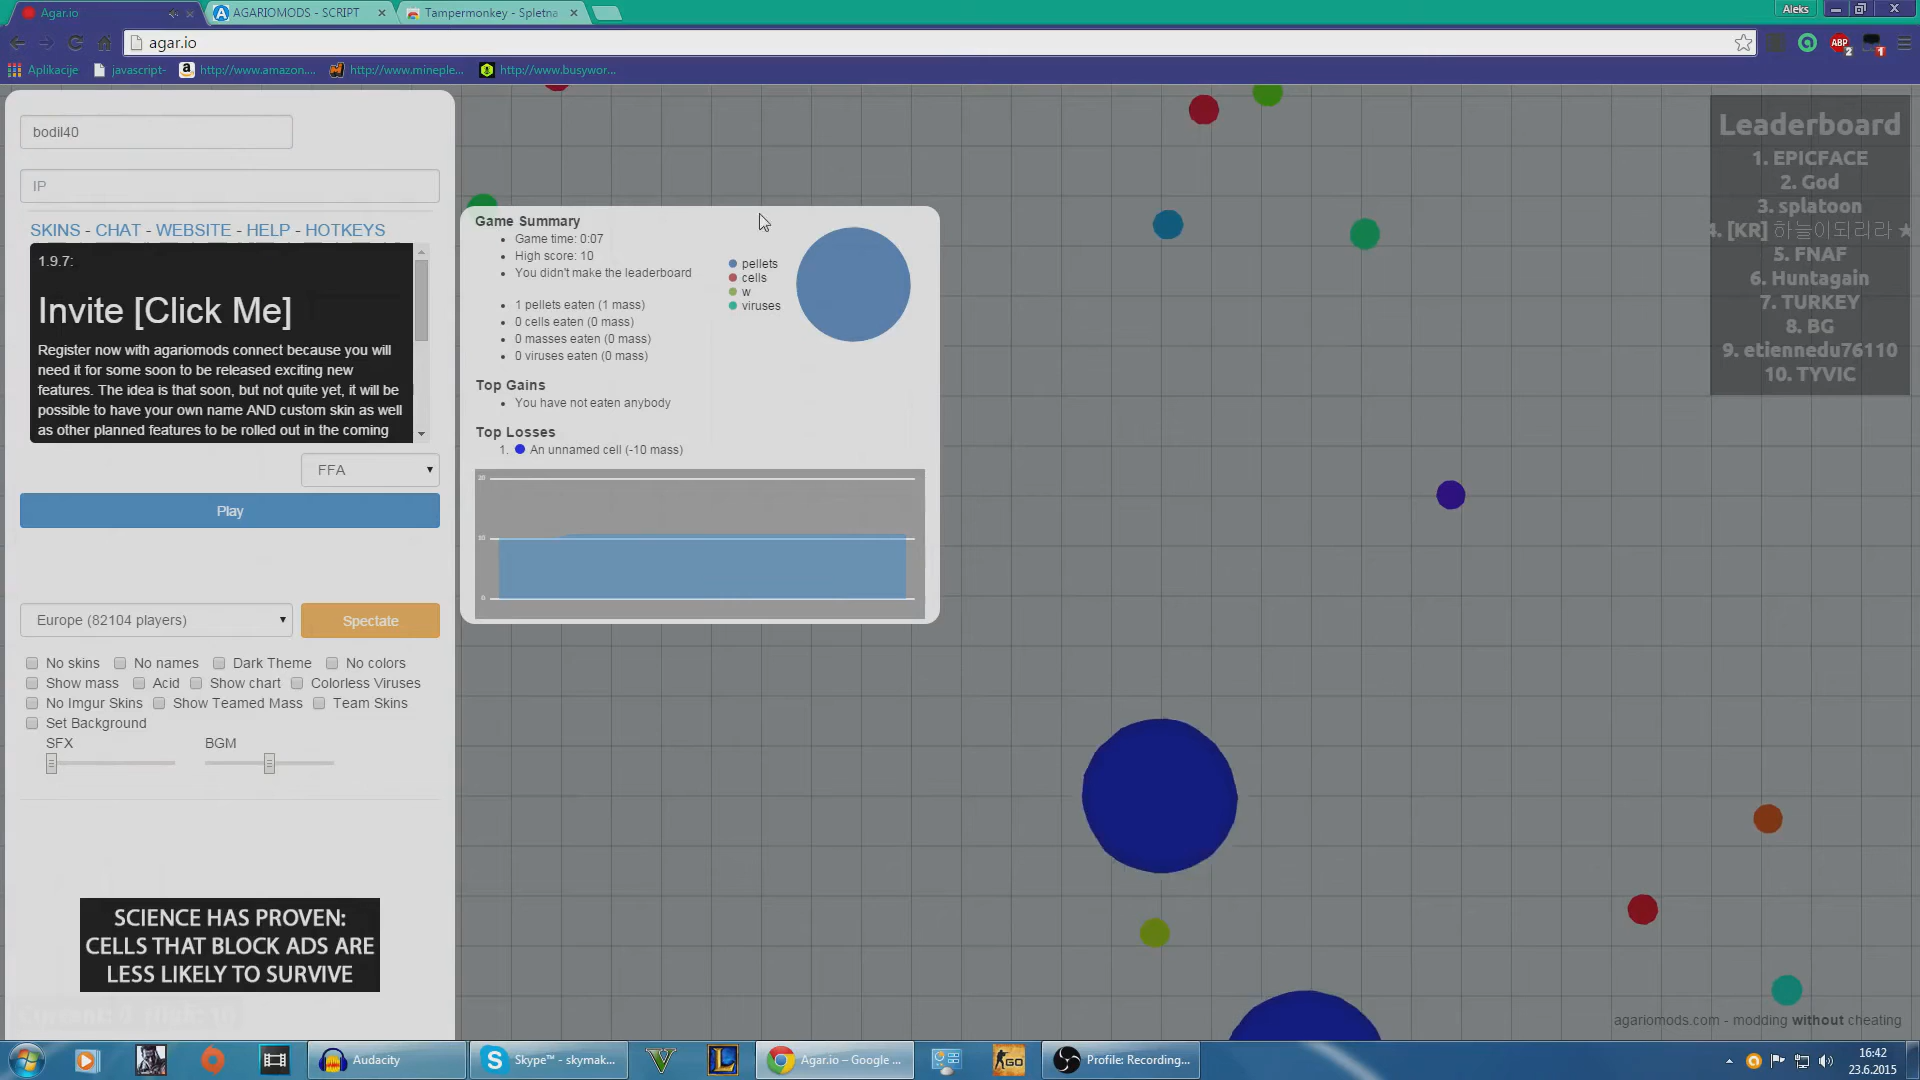 Agar.io
AGARIOMODS - SCRIPT
Tampermonkey - Spletna
Aleks
agar.io
ABP
2
1
Aplikacije
javascript-
http://www.amazon....
http://www.mineple...
http://www.busywor...
bodil40
IP
SKINS - CHAT - WEBSITE - HELP - HOTKEYS
1.9.7:
Invite [Click Me]
Register now with agariomods connect because you will
need it for some soon to be released exciting new
features. The idea is that soon, but not quite yet, it will be
possible to have your own name AND custom skin as well
as other planned features to be rolled out in the coming
FFA
Play
Europe (82104 players)
Spectate
No skins
No names
Dark Theme
No colors
Show mass
Acid
Show chart
Colorless Viruses
No Imgur Skins
Show Teamed Mass
Team Skins
Set Background
SFX
BGM
SCIENCE HAS PROVEN:
CELLS THAT BLOCK ADS ARE
LESS LIKELY TO SURVIVE
Game Summary
Game time: 0:07
High score: 10
You didn't make the leaderboard
1 pellets eaten (1 mass)
0 cells eaten (0 mass)
0 masses eaten (0 mass)
0 viruses eaten (0 mass)
pellets
cells
w
viruses
Top Gains
You have not eaten anybody
Top Losses
1. An unnamed cell (-10 mass)
20
10
0
Leaderboard
1. EPICFACE
2. God
3. splatoon
4. [KR] 하늘이되리라 ★
5. FNAF
6. Huntagain
7. TURKEY
8. BG
9. etiennedu76110
10. TYVIC
agariomods.com - modding without cheating
Audacity
Skype™ - skymak...
Agar.io – Google ...
GO
Profile: Recording...
16:42
23.6.2015